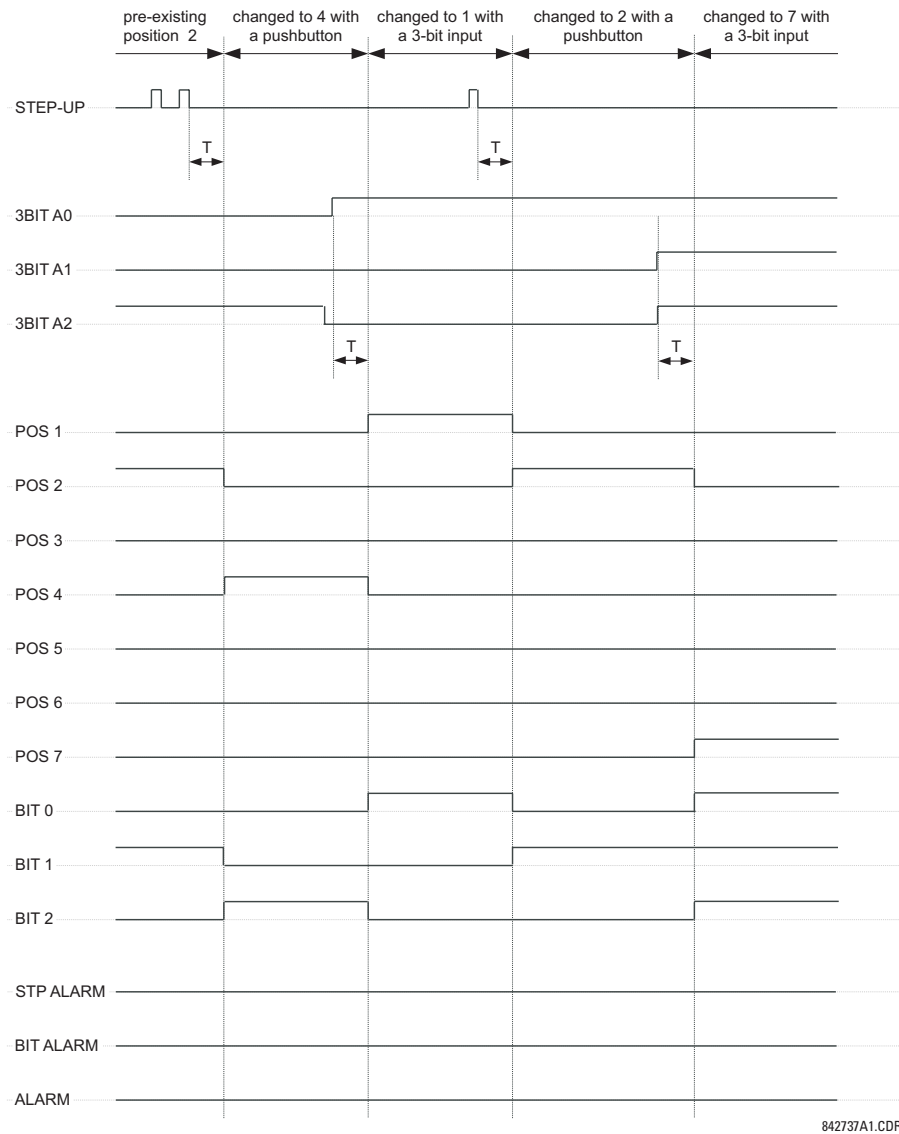 pre-existing
position 2
changed to 4 with
a pushbutton
changed to 1 with
a 3-bit input
changed to 2 with a
pushbutton
changed to 7 with
a 3-bit input
STEP-UP
T
T
3BIT A0
3BIT A1
3BIT A2
T
T
POS 1
POS 2
POS 3
POS 4
POS 5
POS 6
POS 7
BIT 0
BIT 1
BIT 2
STP ALARM
BIT ALARM
ALARM
842737A1.CDR